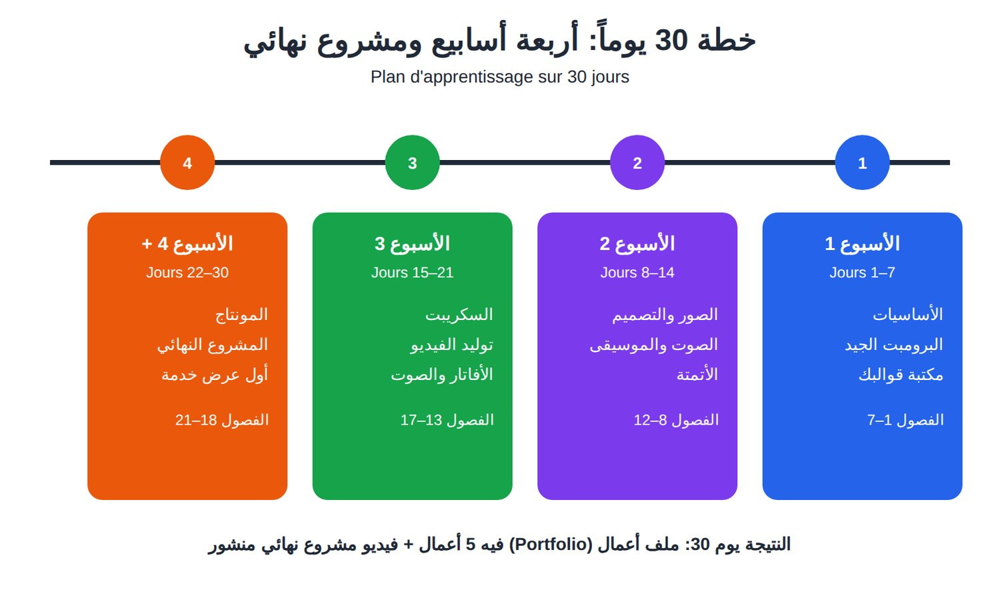 خطة 30 يوماً: أربعة أسابيع ومشروع نهائي
Plan d'apprentissage sur 30 jours
1
2
3
4
الأسبوع 1
Jours 1–7
الأساسيات
البرومبت الجيد
مكتبة قوالبك
الفصول 1–7
الأسبوع 2
Jours 8–14
الصور والتصميم
الصوت والموسيقى
الأتمتة
الفصول 8–12
الأسبوع 3
Jours 15–21
السكريبت
توليد الفيديو
الأفاتار والصوت
الفصول 13–17
الأسبوع 4 +
Jours 22–30
المونتاج
المشروع النهائي
أول عرض خدمة
الفصول 18–21
النتيجة يوم 30: ملف أعمال (Portfolio) فيه 5 أعمال + فيديو مشروع نهائي منشور